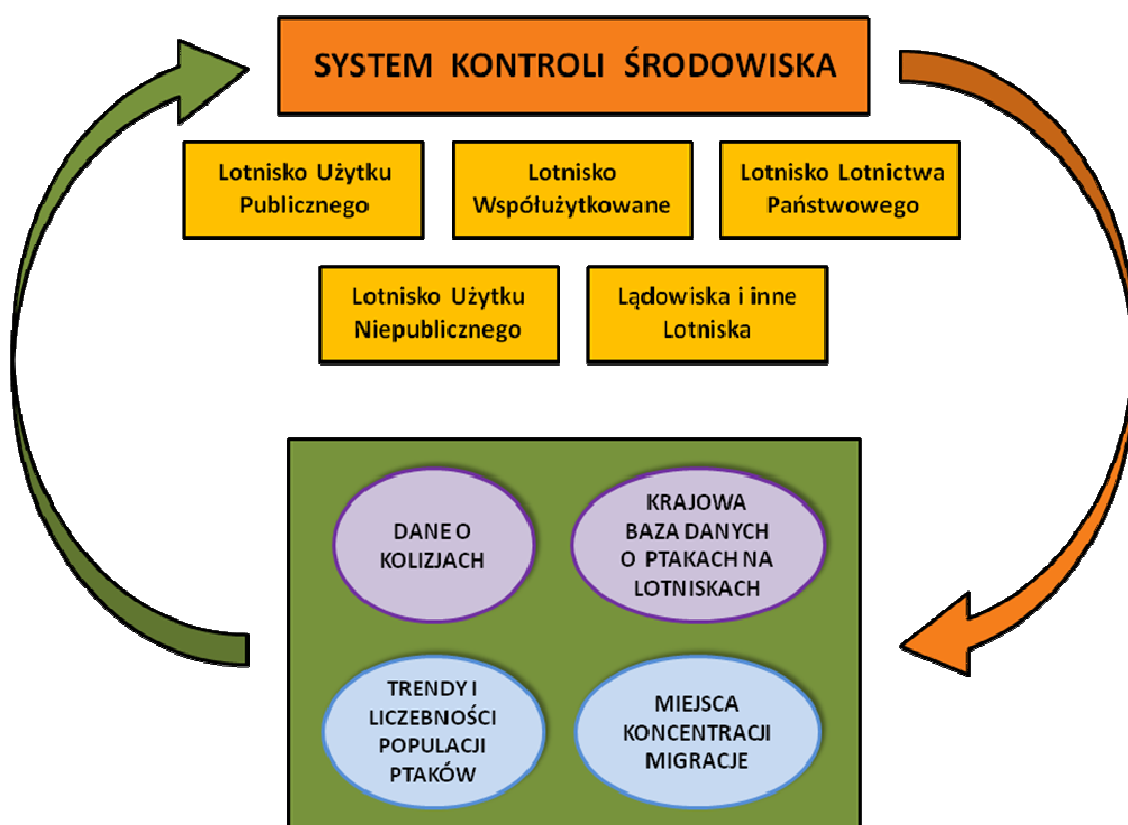 SYSTEM KONTROLI ŚRODOWISKA
Lotnisko Użytku
Publicznego
Lotnisko
Współużytkowane
Lotnisko Lotnictwa
Państwowego
Lotnisko Użytku
Niepublicznego
Lądowiska i inne
Lotniska
DANE O
KOLIZJACH
KRAJOWA
BAZA DANYCH
O PTAKACH NA
LOTNISKACH
TRENDY I
LICZEBNOŚCI
POPULACJI
PTAKÓW
MIEJSCA
KONCENTRACJI
MIGRACJE